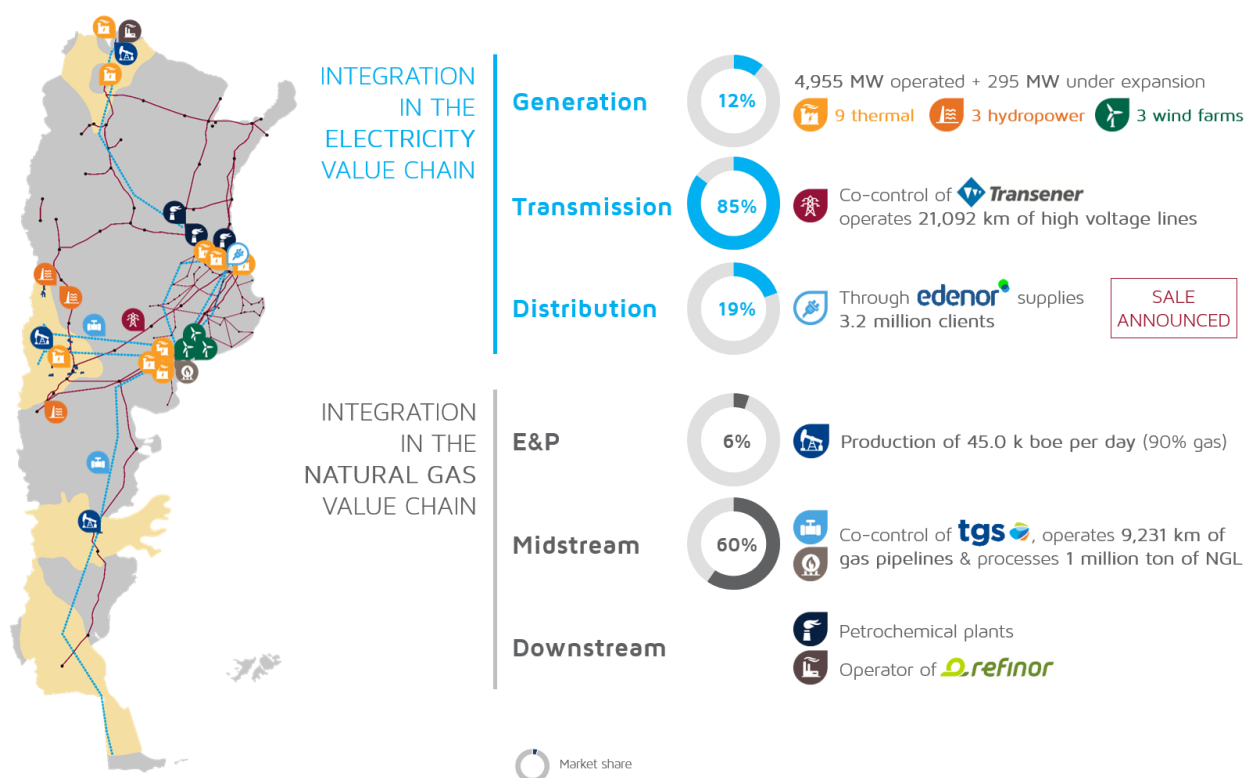 INTEGRATION
IN THE
ELECTRICITY
VALUE CHAIN
Generation
12%
4,955 MW operated + 295 MW under expansion
9 thermal
3 hydropower
3 wind farms
Transmission
85%
Co-control of Transener
operates 21,092 km of high voltage lines
Distribution
19%
Through edenor supplies
3.2 million clients
SALE
ANNOUNCED
INTEGRATION
IN THE
NATURAL GAS
VALUE CHAIN
E&P
6%
Production of 45.0 k boe per day (90% gas)
Midstream
60%
Co-control of tgs, operates 9,231 km of
gas pipelines & processes 1 million ton of NGL
Downstream
Petrochemical plants
Operator of refinor
Market share